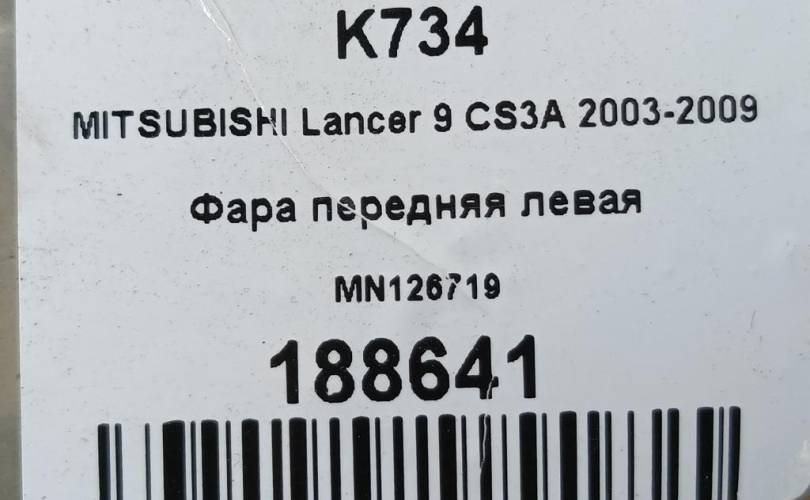 K734
MITSUBISHI Lancer 9 CS3A 2003-2009
Фара передняя левая
MN126719
188641